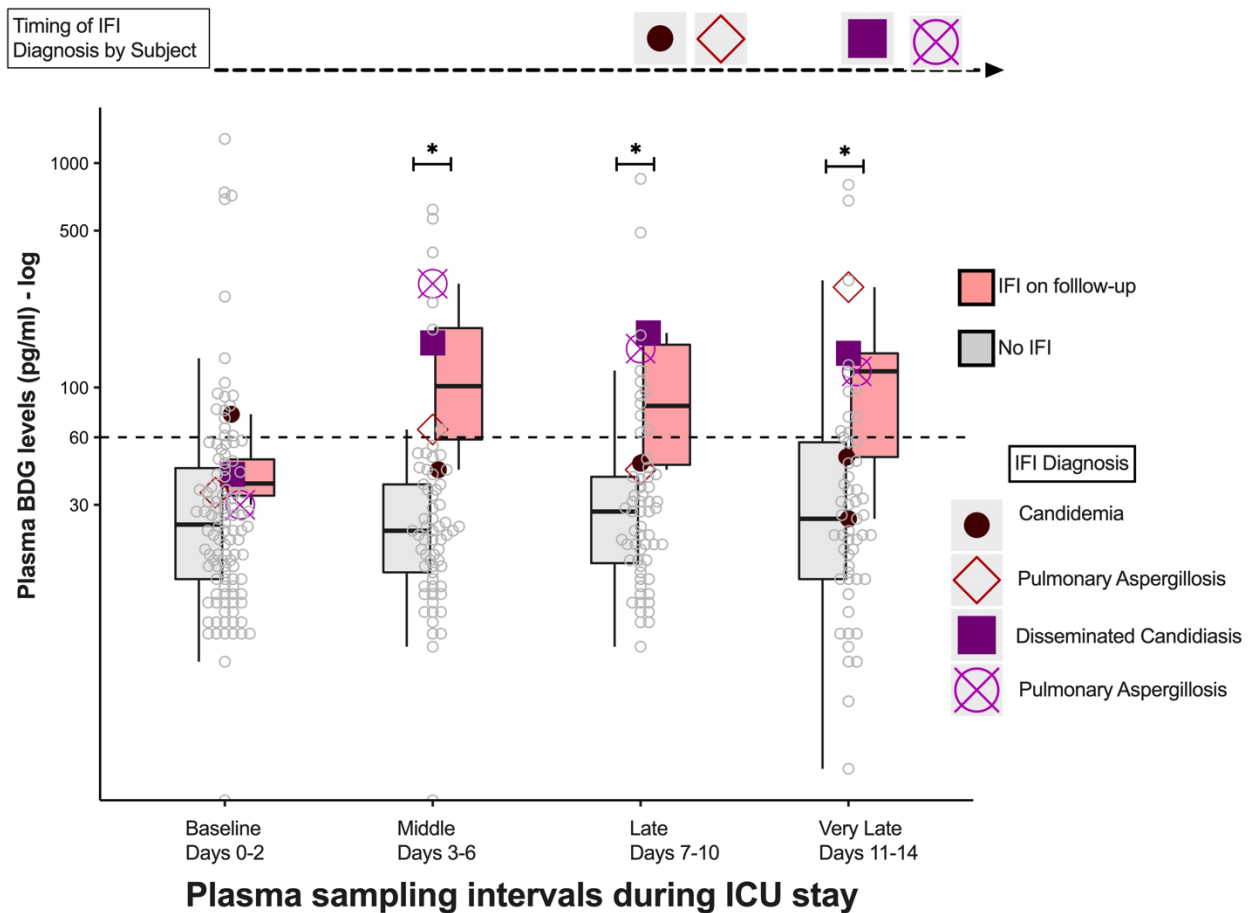 Timing of IFI
Diagnosis by Subject
*
*
*
1000
500
100
60
30
Plasma BDG levels (pg/ml) - log
IFI on folllow-up
No IFI
IFI Diagnosis
Candidemia
Pulmonary Aspergillosis
Disseminated Candidiasis
Pulmonary Aspergillosis
Baseline
Days 0-2
Middle
Days 3-6
Late
Days 7-10
Very Late
Days 11-14
Plasma sampling intervals during ICU stay